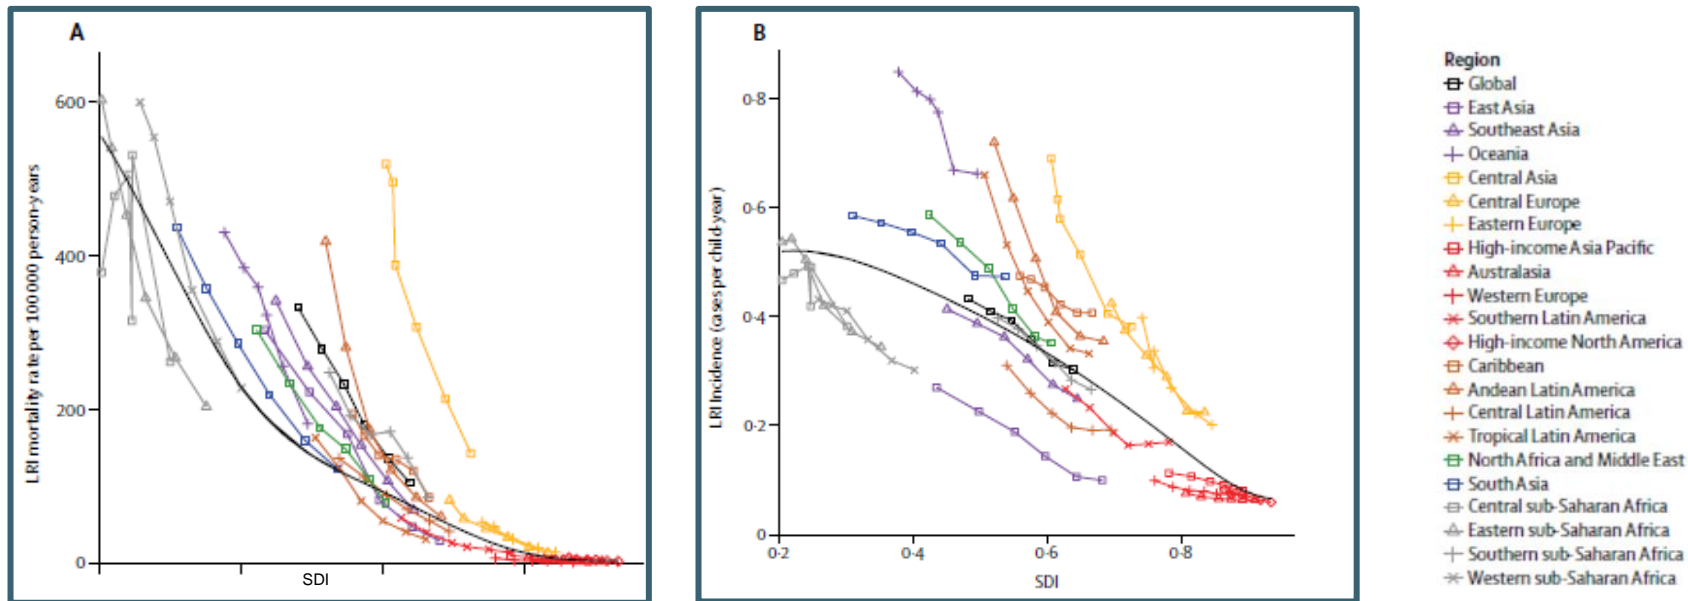 A
LRI mortality rate per 100 000 person-years
600
400
200
0
SDI
B
LRI incidence (cases per child-year)
0·8
0·6
0·4
0·2
0
0·2
0·4
0·6
0·8
SDI
Region
Global
East Asia
Southeast Asia
Oceania
Central Asia
Central Europe
Eastern Europe
High-income Asia Pacific
Australasia
Western Europe
Southern Latin America
High-income North America
Caribbean
Andean Latin America
Central Latin America
Tropical Latin America
North Africa and Middle East
South Asia
Central sub-Saharan Africa
Eastern sub-Saharan Africa
Southern sub-Saharan Africa
Western sub-Saharan Africa